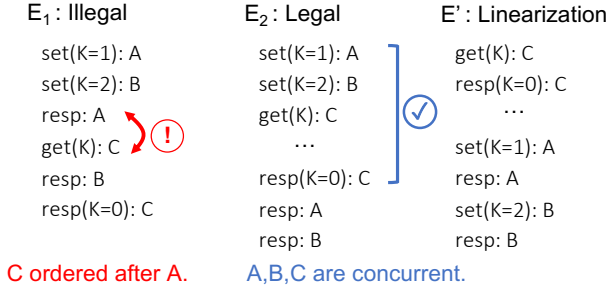 E₁: Illegal
set(K=1): A
set(K=2): B
resp: A
get(K): C
!
resp: B
resp(K=0): C
C ordered after A.
E₂: Legal
set(K=1): A
set(K=2): B
get(K): C
...
resp(K=0): C
resp: A
resp: B
A,B,C are concurrent.
E': Linearization
get(K): C
resp(K=0): C
...
set(K=1): A
resp: A
set(K=2): B
resp: B